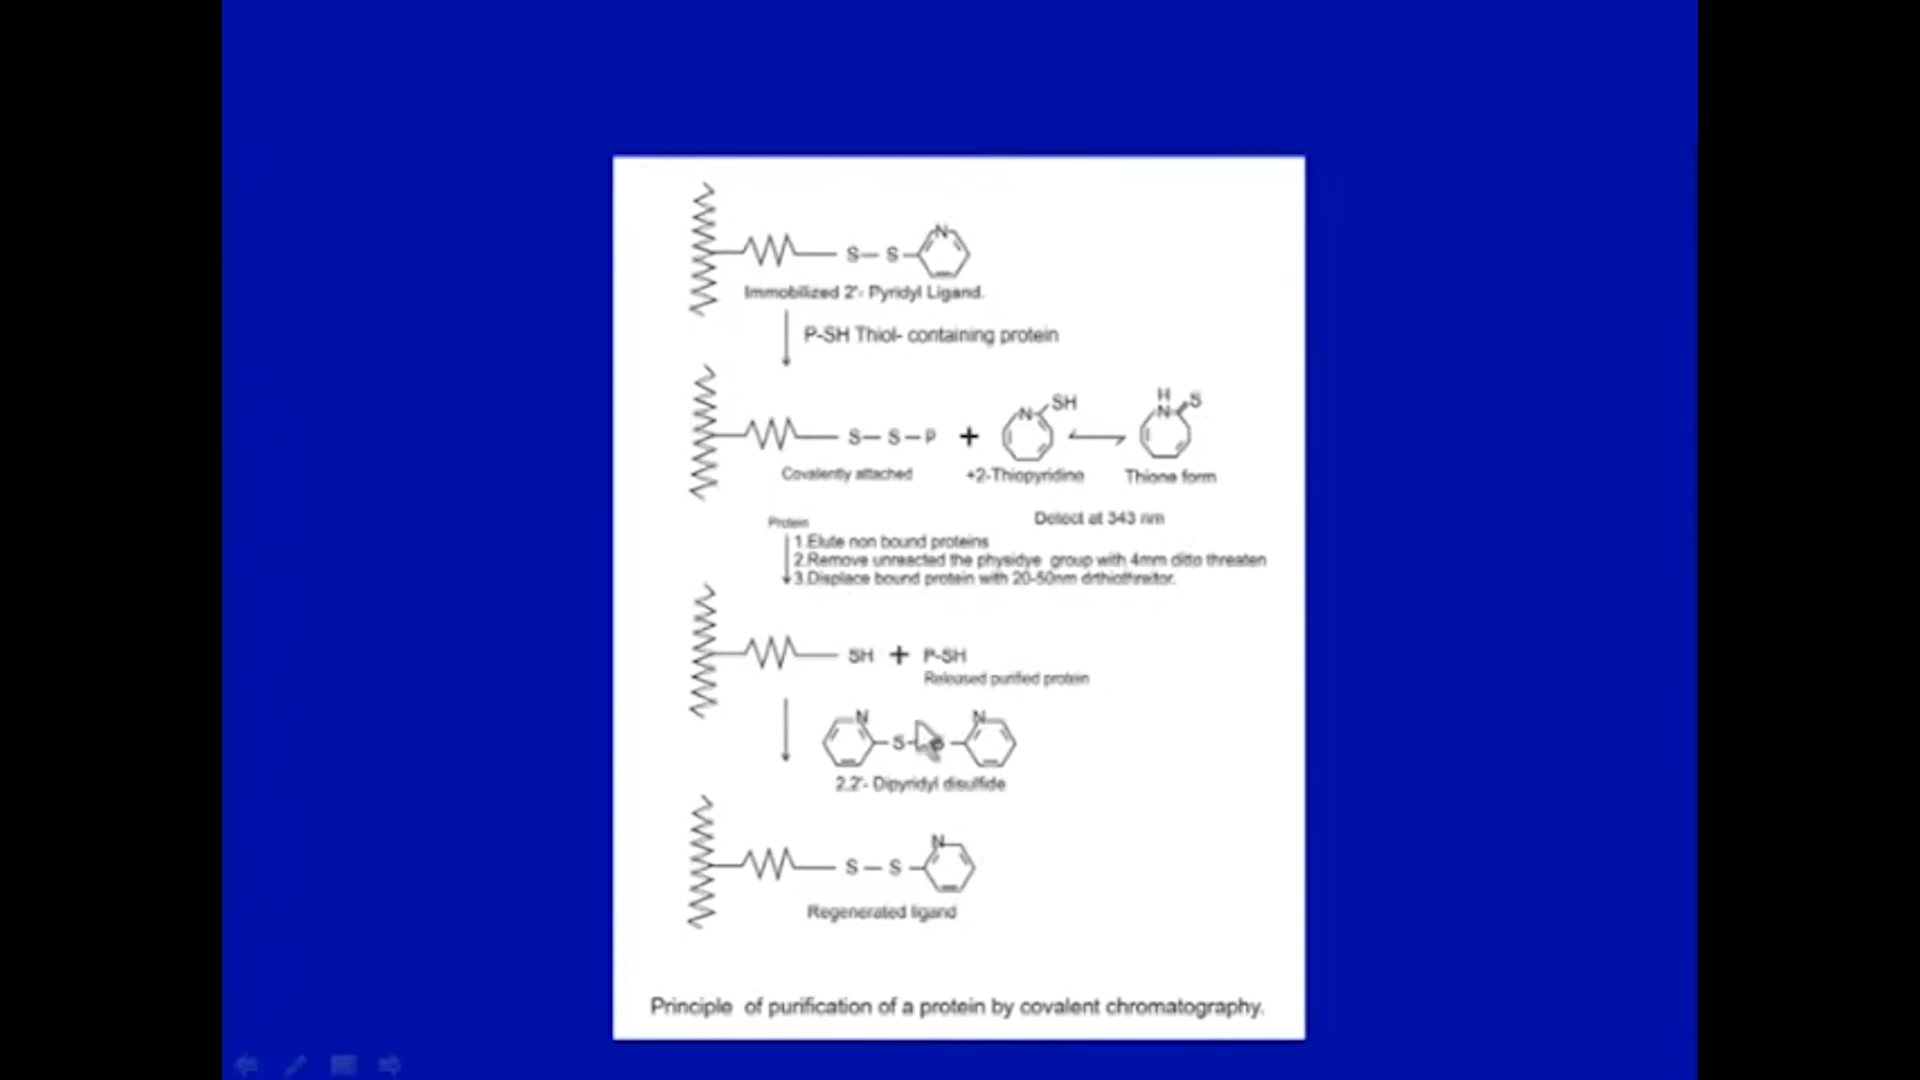 S—S
N
Immobilized 2'- Pyridyl Ligand.
P-SH Thiol- containing protein
S—S—P + N SH H N S
Covalently attached +2-Thiopyridine Thione form
Protein
Detect at 343 nm
1.Elute non bound proteins
2.Remove unreacted the physidye group with 4mm ditio threaten
3.Displace bound protein with 20-50nm
SH + P-SH
Released purified protein
N N
S S
2,2'- Dipyridyl disulfide
N
S—S
Regenerated ligand
Principle of purification of a protein by covalent chromatography.